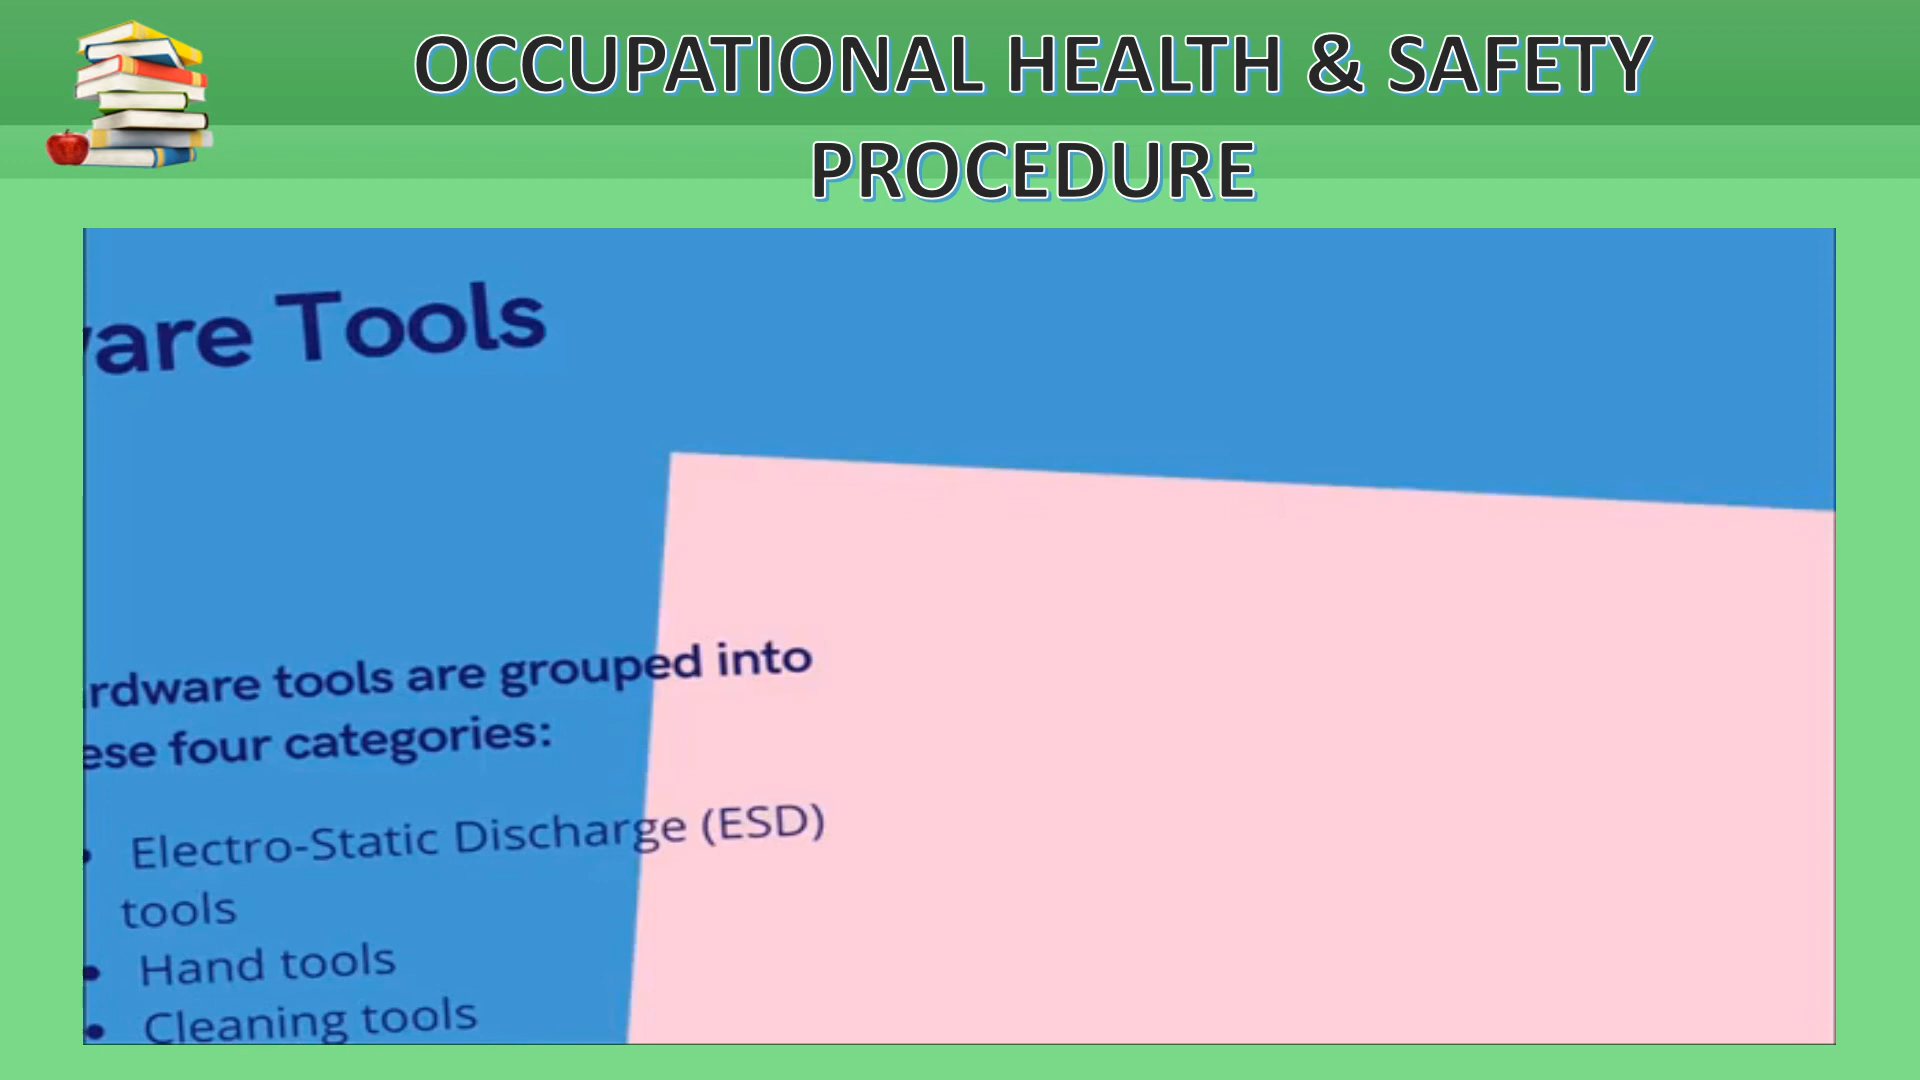 OCCUPATIONAL HEALTH & SAFETY
PROCEDURE
are Tools
rdware tools are grouped into
ese four categories:
• Electro-Static Discharge (ESD)
tools
• Hand tools
• Cleaning tools